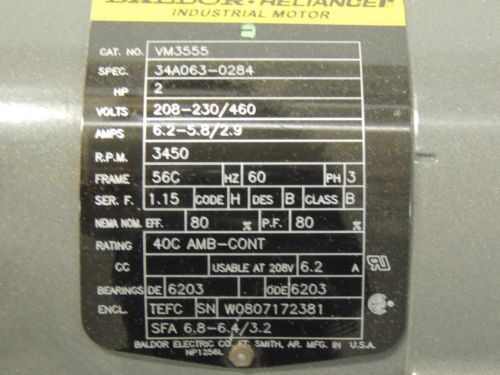 BALDOR·RELIANCER
INDUSTRIAL MOTOR
CAT. NO. VM3555
SPEC. 34A063-0284
HP 2
VOLTS 208-230/460
AMPS 6.2-5.8/2.9
R.P.M. 3450
FRAME 56C HZ 60 PH 3
SER. F. 1.15 CODE H DES B CLASS B
NEMA NOM. EFF. 80 % P.F. 80 %
RATING 40C AMB-CONT
CC USABLE AT 208V 6.2 A
BEARINGS DE 6203 ODE 6203
ENCL. TEFC SN W0807172381
SFA 6.8-6.4/3.2
BALDOR ELECTRIC CO. FT. SMITH, AR. MFG. IN U.S.A.
NP1256L